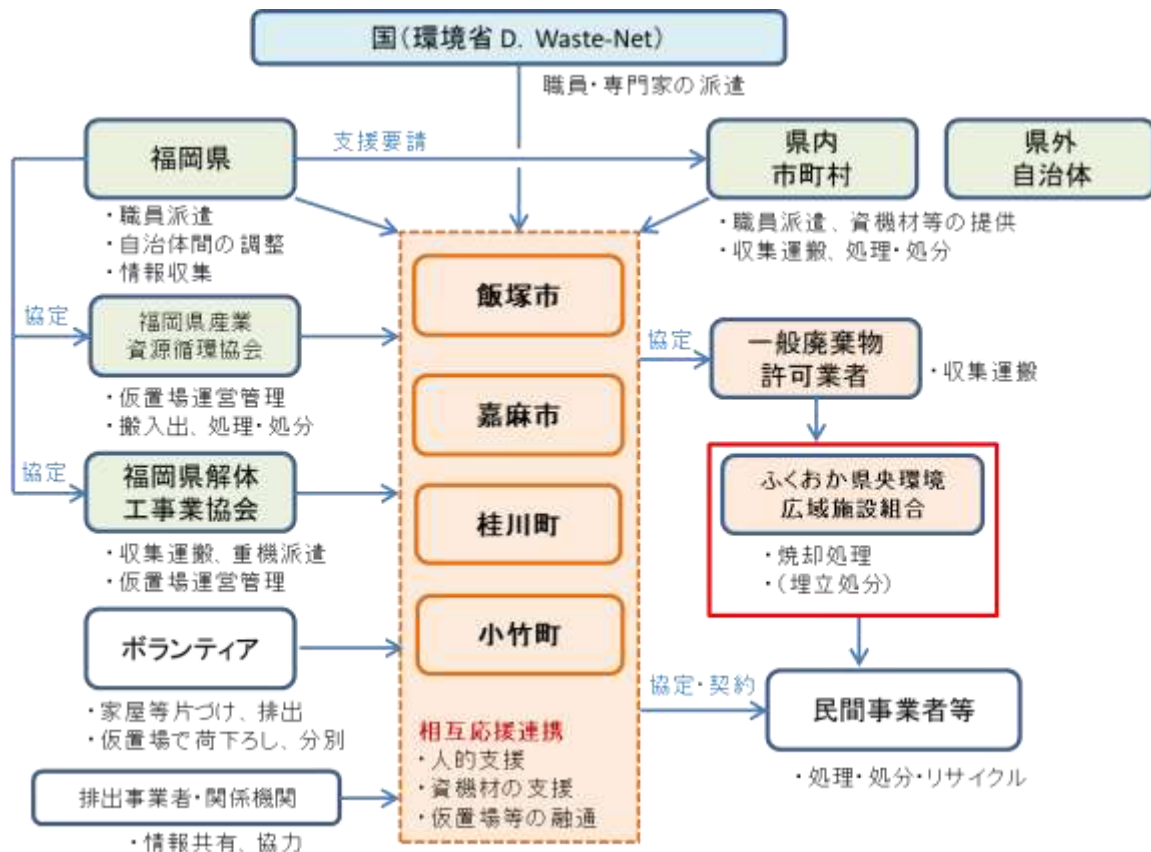 国(環境省 D. Waste-Net)
職員・専門家の派遣
福岡県
支援要請
県内
市町村
県外
自治体
・職員派遣
・自治体間の調整
・情報収集
・職員派遣、資機材等の提供
・収集運搬、処理・処分
協定
福岡県産業
資源循環協会
・仮置場運営管理
・搬入出、処理・処分
協定
福岡県解体
工事業協会
・収集運搬、重機派遣
・仮置場運営管理
ボランティア
・家屋等片づけ、排出
・仮置場で荷下ろし、分別
排出事業者・関係機関
・情報共有、協力
飯塚市
嘉麻市
桂川町
小竹町
相互応援連携
・人的支援
・資機材の支援
・仮置場等の融通
協定
一般廃棄物
許可業者
・収集運搬
ふくおか県央環境
広域施設組合
・焼却処理
・(埋立処分)
協定・契約
民間事業者等
・処理・処分・リサイクル